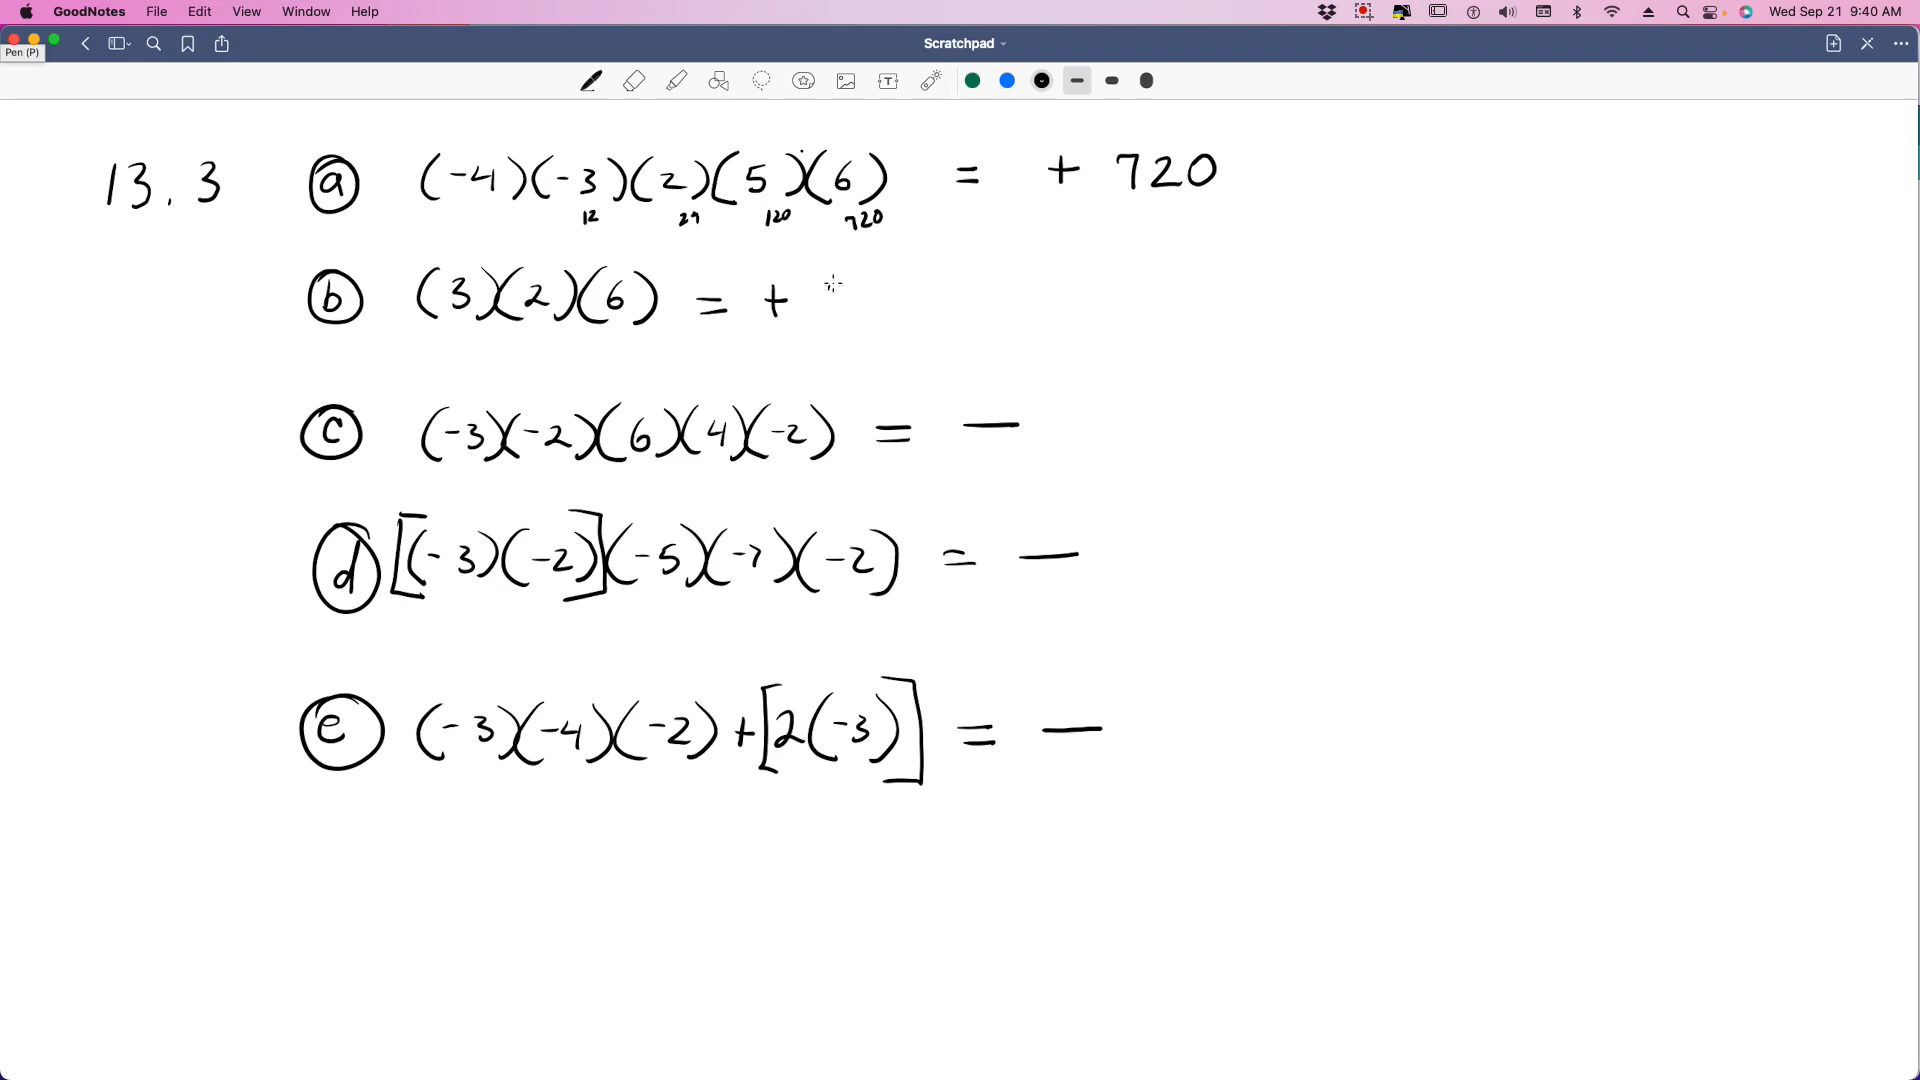 GoodNotes File Edit View Window Help Wed Sep 21 9:40 AM
Pen (P) Scratchpad
13.3 (a) (-4)(-3)(2)(5)(6) = + 720
12 24 120 720
(b) (3)(2)(6) = +
(c) (-3)(-2)(6)(4)(-2) = —
(d) [(-3)(-2)](-5)(-7)(-2) = —
(e) (-3)(-4)(-2)+[2(-3)] = —